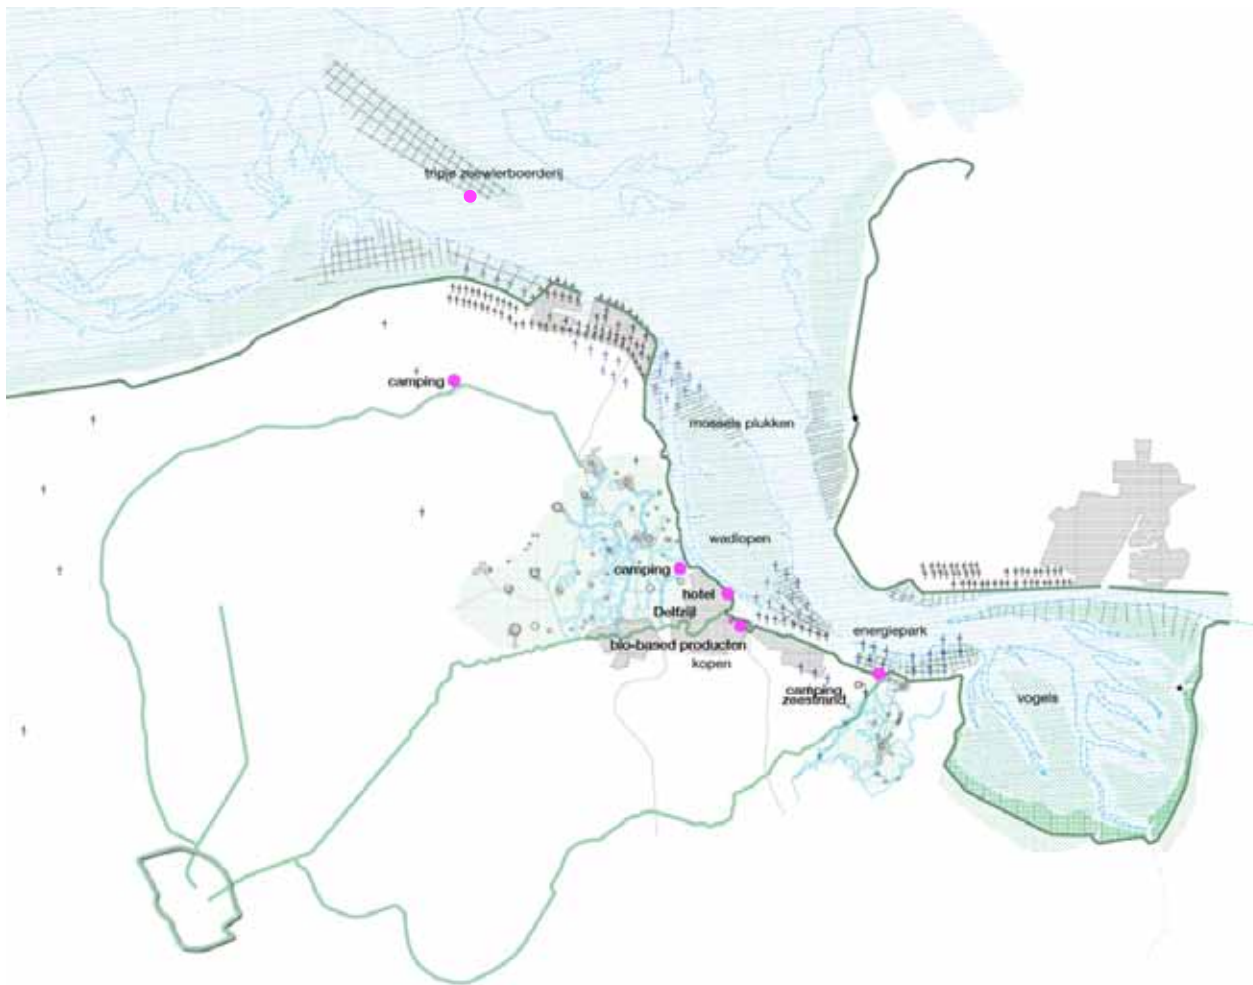 tripje zeewierboerderij
camping
mossels plukken
wadlopen
camping
hotel
Delfzijl
energiepark
bio-based producten
kopen
camping
zeestrand
vogels